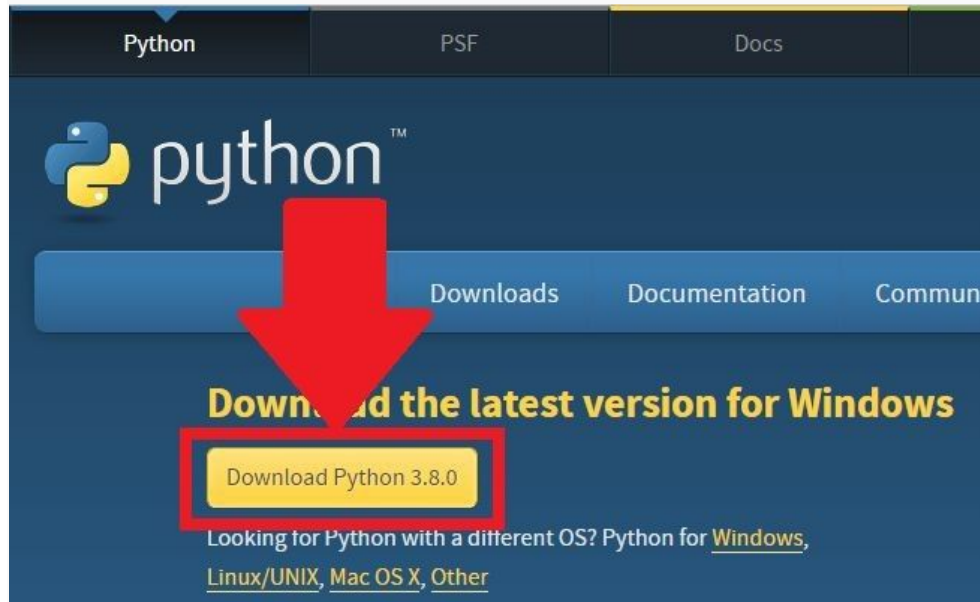 Python PSF Docs
python™
Downloads Documentation
Download the latest version for Windows
Download Python 3.8.0
Looking for Python with a different OS? Python for Windows,
Linux/UNIX, Mac OS X, Other